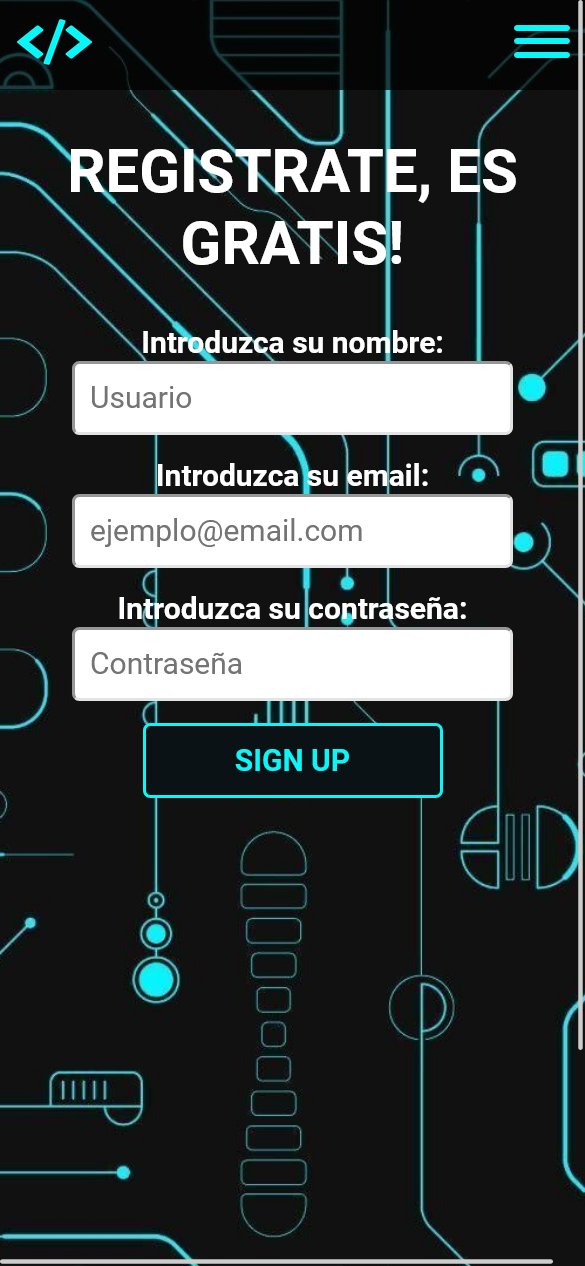 </>
REGISTRATE, ES
GRATIS!
Introduzca su nombre:
Usuario
Introduzca su email:
ejemplo@email.com
Introduzca su contraseña:
Contraseña
SIGN UP